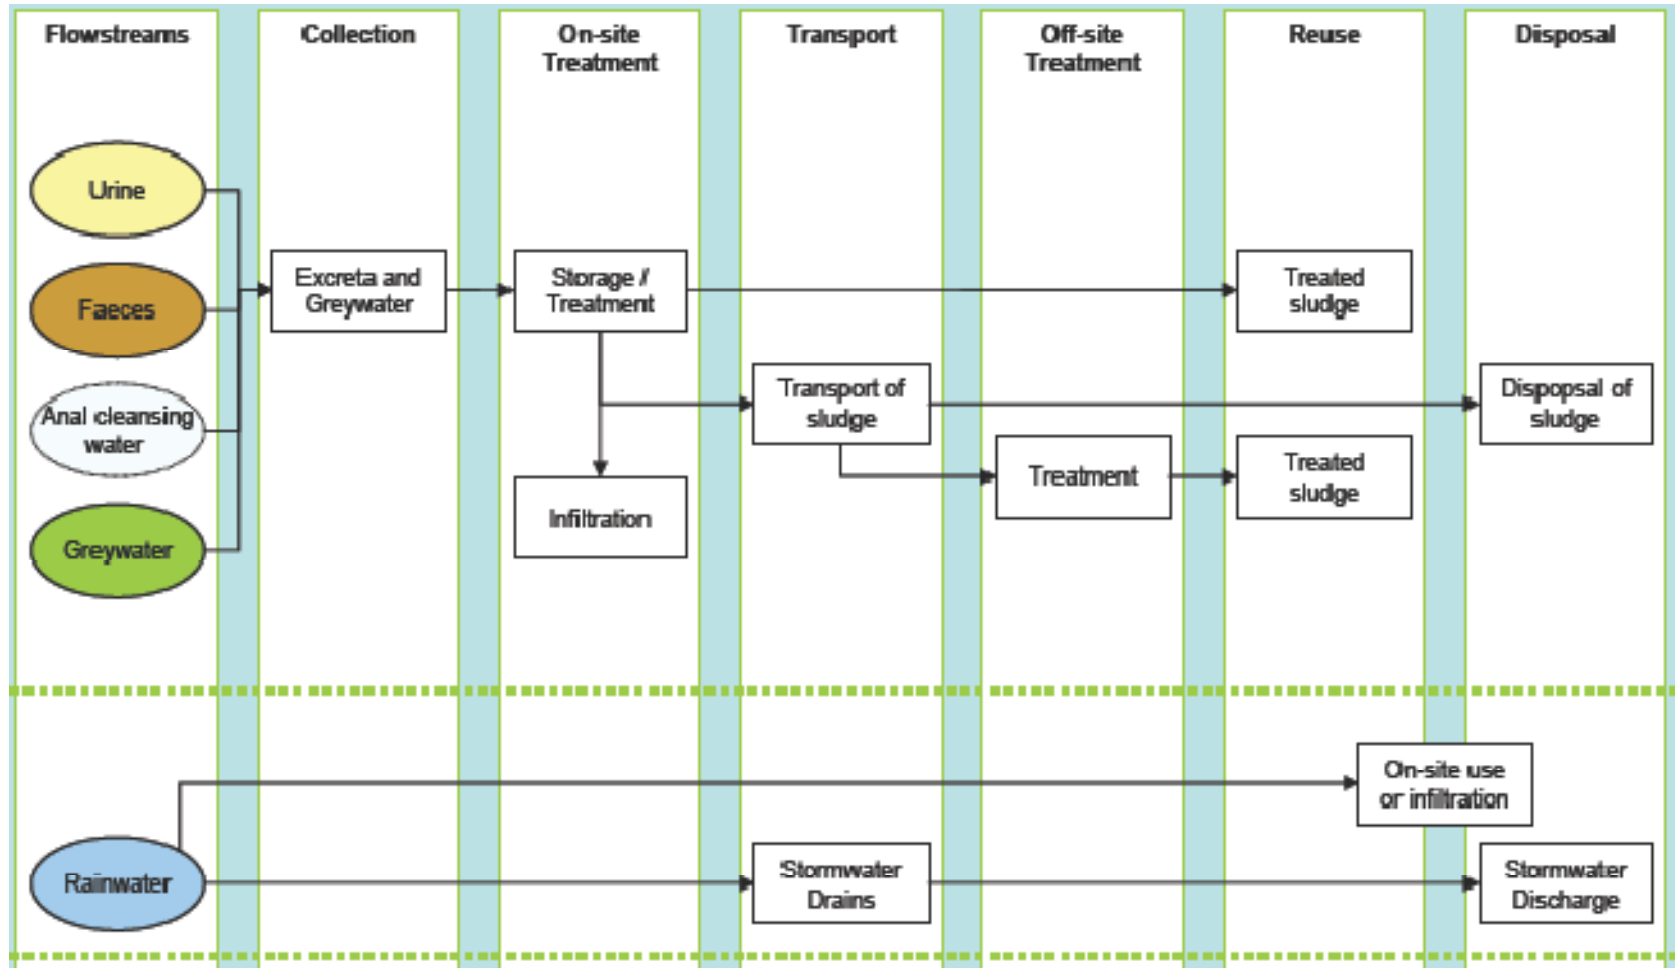 Flowstreams
Collection
On-site
Treatment
Transport
Off-site
Treatment
Reuse
Disposal
Urine
Faeces
Anal cleansing
water
Greywater
Excreta and
Greywater
Storage /
Treatment
Infiltration
Transport of
sludge
Treatment
Treated
sludge
Treated
sludge
Dispopsal of
sludge
Rainwater
On-site use
or infiltration
Stormwater
Drains
Stormwater
Discharge